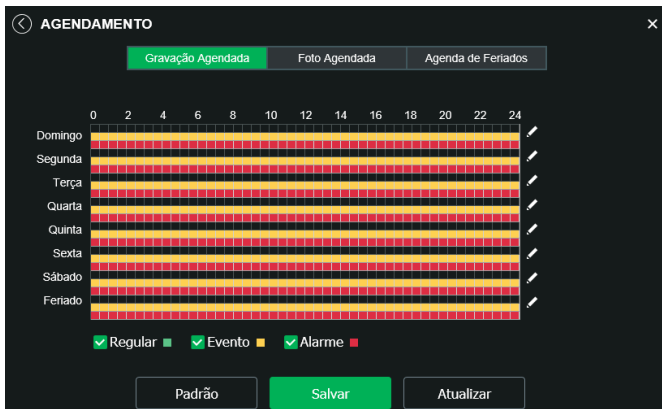 AGENDAMENTO
Gravação Agendada Foto Agendada Agenda de Feriados
0 2 4 6 8 10 12 14 16 18 20 22 24
Domingo
Segunda
Terça
Quarta
Quinta
Sexta
Sábado
Feriado
Regular Evento Alarme
Padrão Salvar Atualizar